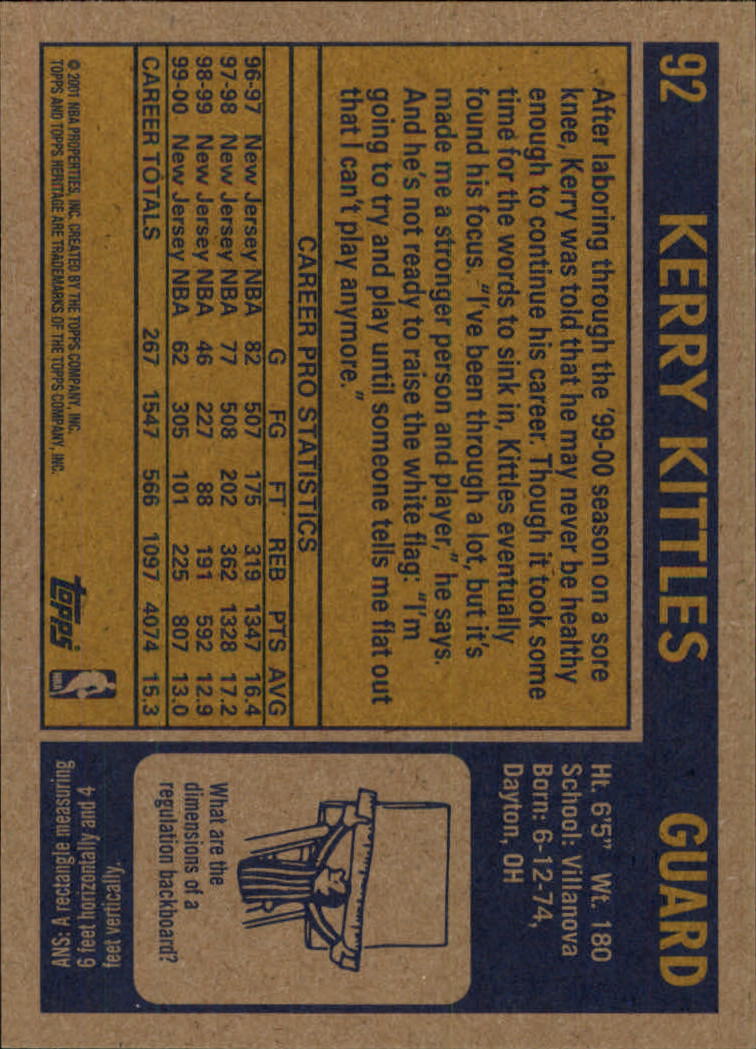 92 KERRY KITTLES GUARD
After laboring through the '99-00 season on a sore
knee, Kerry was told that he may never be healthy
enough to continue his career. Though it took some
time for the words to sink in, Kittles eventually
found his focus. "I've been through a lot, but it's
made me a stronger person and player," he says.
And he's not ready to raise the white flag: "I'm
going to try and play until someone tells me flat out
that I can't play anymore."
CAREER PRO STATISTICS
G FG FT REB PTS AVG
96-97 New Jersey NBA 82 507 175 319 1347 16.4
97-98 New Jersey NBA 77 508 202 362 1328 17.2
98-99 New Jersey NBA 46 227 88 191 592 12.9
99-00 New Jersey NBA 62 305 101 225 807 13.0
CAREER TOTALS 267 1547 566 1097 4074 15.3
© 2001 NBA PROPERTIES, INC. CREATED BY THE TOPPS COMPANY, INC.
TOPPS AND TOPPS HERITAGE ARE TRADEMARKS OF THE TOPPS COMPANY, INC.
topps
NBA
Ht. 6'5" Wt. 180
School: Villanova
Born: 6-12-74,
Dayton, OH
What are the
dimensions of a
regulation backboard?
ANS: A rectangle measuring
6 feet horizontally and 4
feet vertically.